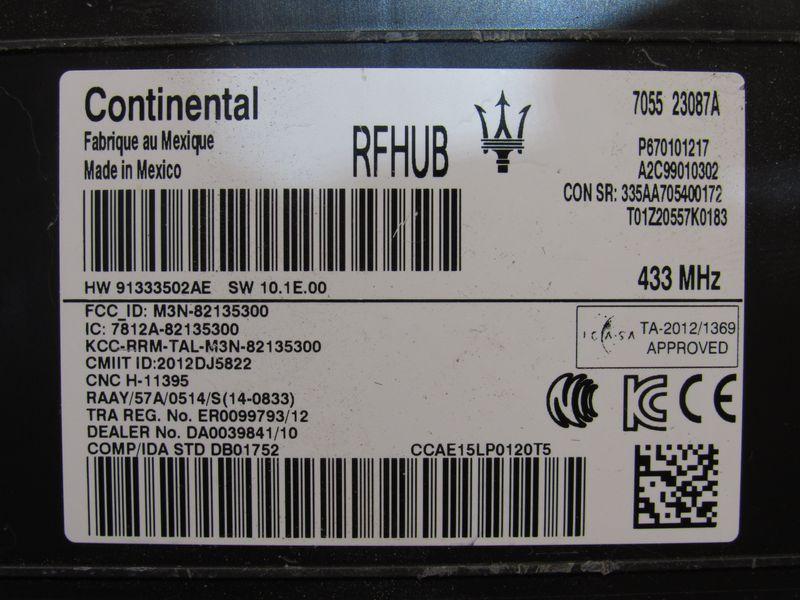 Continental
Fabrique au Mexique
Made in Mexico
RFHUB
7055 23087A
P670101217
A2C99010302
CON SR: 335AA705400172
T01Z20557K0183
HW 91333502AE SW 10.1E.00
433 MHz
FCC_ID: M3N-82135300
IC: 7812A-82135300
KCC-RRM-TAL-M3N-82135300
CMIIT ID:2012DJ5822
CNC H-11395
RAAY/57A/0514/S(14-0833)
TRA REG. No. ER0099793/12
DEALER No. DA0039841/10
COMP/IDA STD DB01752
CCAE15LP0120T5
ICASA TA-2012/1369
APPROVED
CE